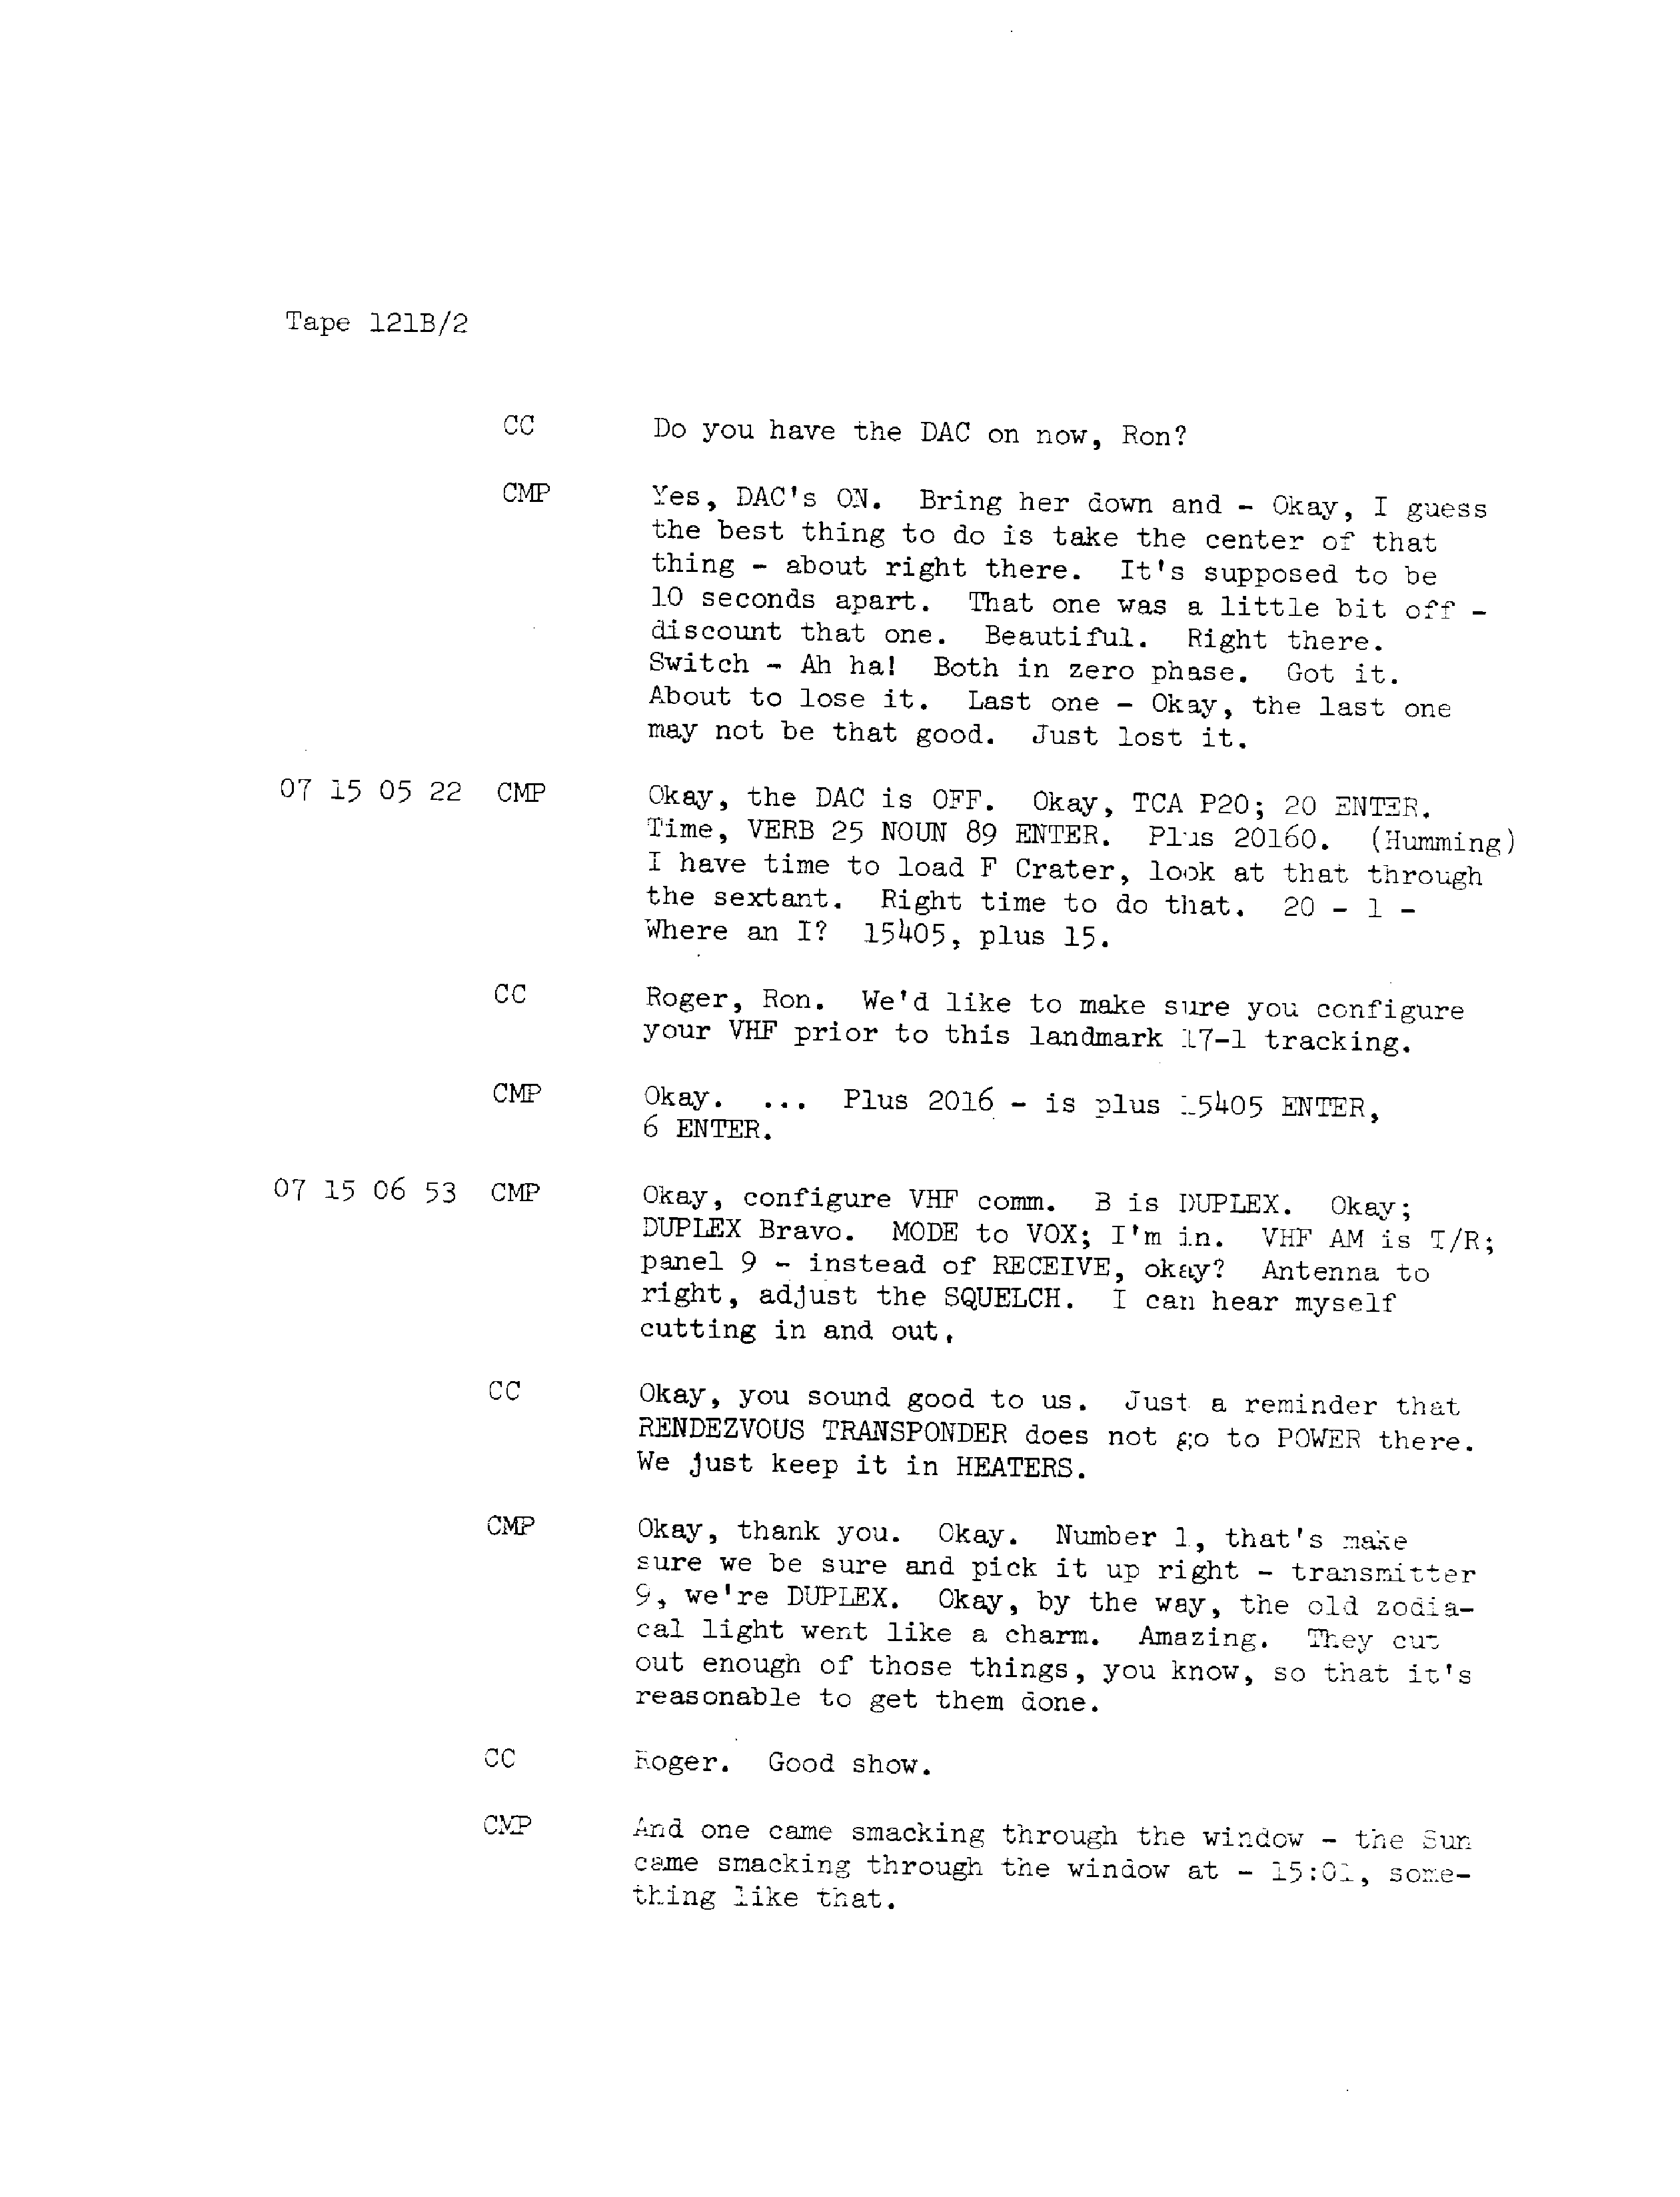 Tape 121B/2
CC Do you have the DAC on now, Ron?
CMP Yes, DAC's ON. Bring her down and - Okay, I guess
the best thing to do is take the center of that
thing - about right there. It's supposed to be
10 seconds apart. That one was a little bit off -
discount that one. Beautiful. Right there.
Switch - Ah ha! Both in zero phase. Got it.
About to lose it. Last one - Okay, the last one
may not be that good. Just lost it.
07 15 05 22 CMP Okay, the DAC is OFF. Okay, TCA P20; 20 ENTER.
Time, VERB 25 NOUN 89 ENTER. Plus 20160. (Humming)
I have time to load F Crater, look at that through
the sextant. Right time to do that. 20 - 1 -
Where an I? 15405, plus 15.
CC Roger, Ron. We'd like to make sure you configure
your VHF prior to this landmark 17-1 tracking.
CMP Okay. ... Plus 2016 - is plus 15405 ENTER,
6 ENTER.
07 15 06 53 CMP Okay, configure VHF comm. B is DUPLEX. Okay;
DUPLEX Bravo. MODE to VOX; I'm in. VHF AM is T/R;
panel 9 - instead of RECEIVE, okay? Antenna to
right, adjust the SQUELCH. I can hear myself
cutting in and out.
CC Okay, you sound good to us. Just a reminder that
RENDEZVOUS TRANSPONDER does not go to POWER there.
We just keep it in HEATERS.
CMP Okay, thank you. Okay. Number 1, that's make
sure we be sure and pick it up right - transmitter
9, we're DUPLEX. Okay, by the way, the old zodia-
cal light went like a charm. Amazing. They cut
out enough of those things, you know, so that it's
reasonable to get them done.
CC Roger. Good show.
CMP And one came smacking through the window - the Sun
came smacking through the window at - 15:01, some-
thing like that.